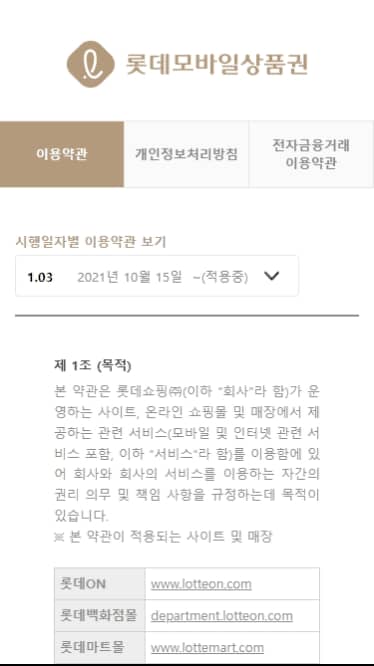 롯데모바일상품권
이용약관
개인정보처리방침
전자금융거래
이용약관
시행일자별 이용약관 보기
1.03 2021년 10월 15일 ~(적용중)
제 1조 (목적)
본 약관은 롯데쇼핑㈜(이하 "회사"라 함)가 운
영하는 사이트, 온라인 쇼핑몰 및 매장에서 제
공하는 관련 서비스(모바일 및 인터넷 관련 서
비스 포함, 이하 "서비스"라 함)를 이용함에 있
어 회사와 회사의 서비스를 이용하는 자간의
권리 의무 및 책임 사항을 규정하는데 목적이
있습니다.
※ 본 약관이 적용되는 사이트 및 매장
롯데ON www.lotteon.com
롯데백화점몰 department.lotteon.com
롯데마트몰 www.lottemart.com